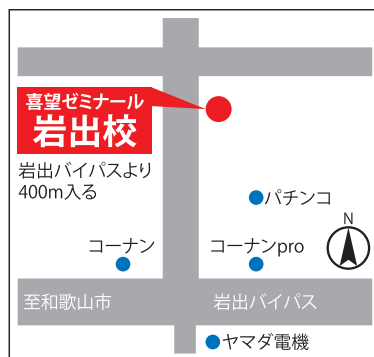 喜望ゼミナール
岩出校
岩出バイパスより
400m入る
パチンコ
N
コーナン
コーナンpro
至和歌山市
岩出バイパス
ヤマダ電機